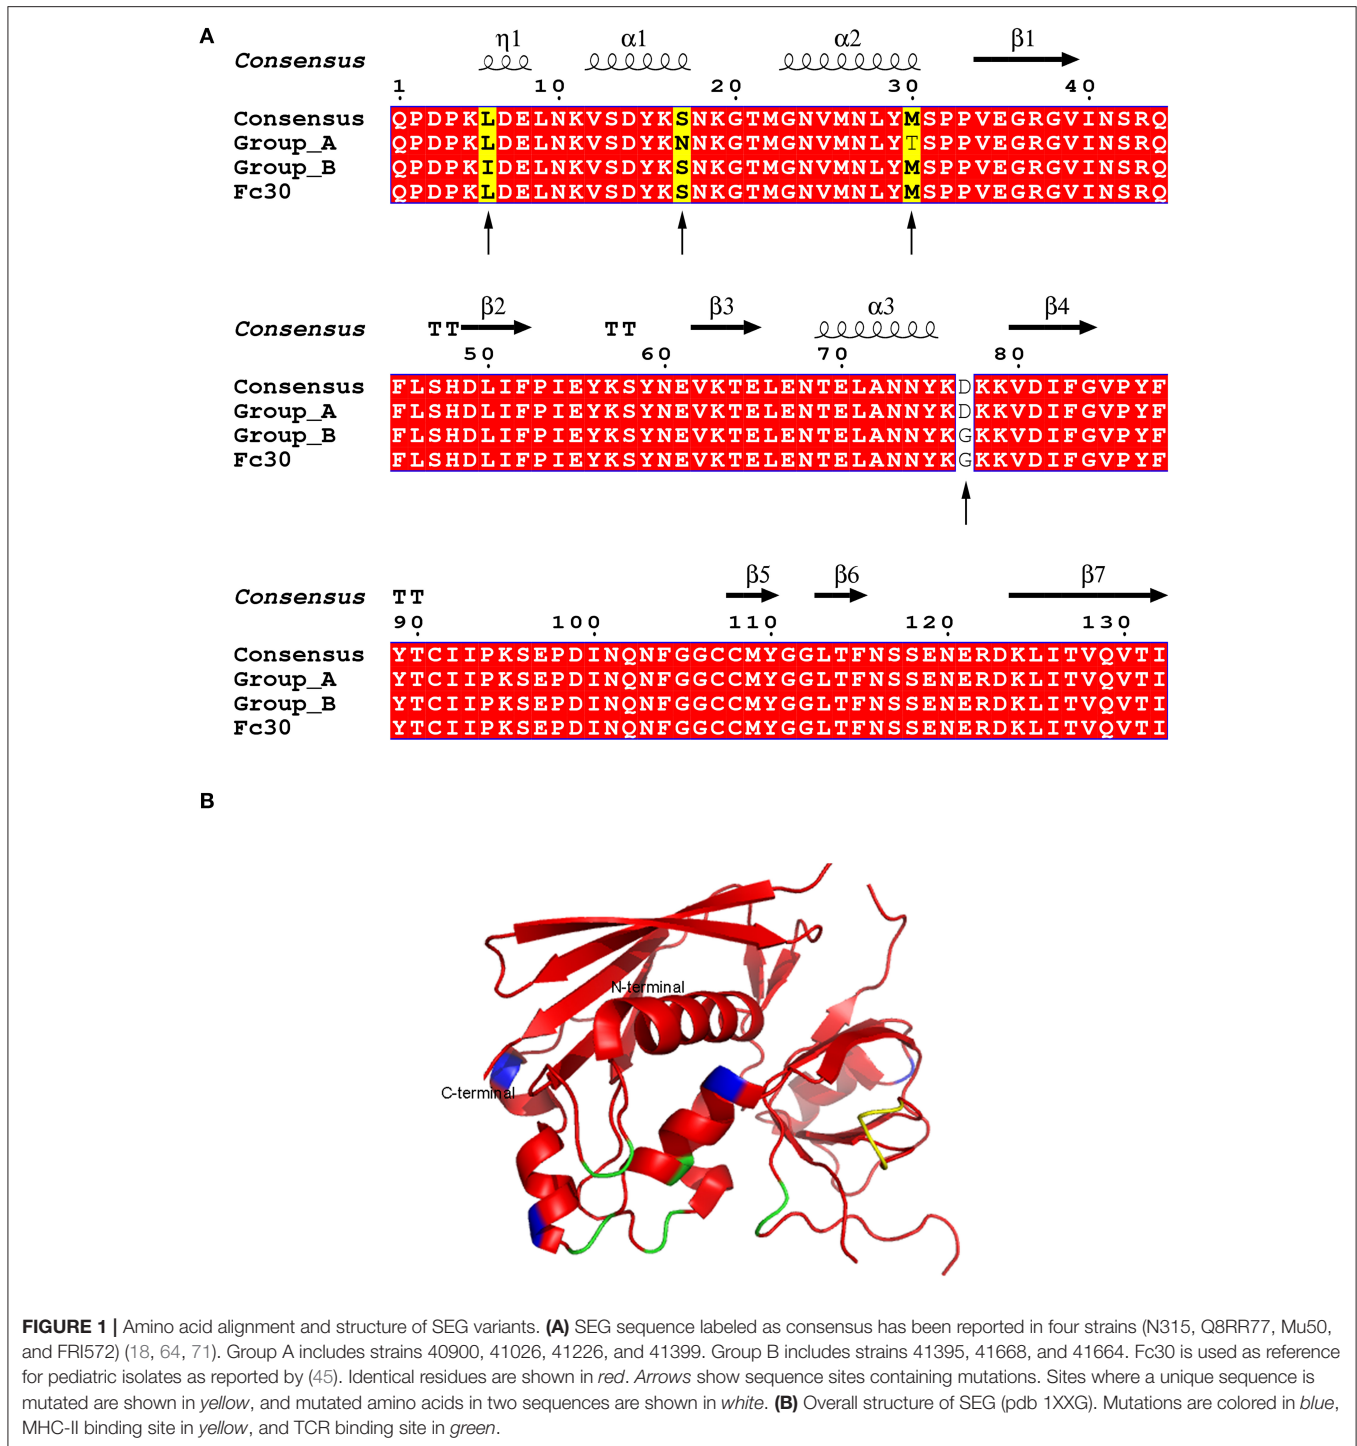 A
η1 α1 α2 β1
Consensus
1 10 20 30 40
Consensus QPDPKLDELNKVSDYKSNKGTMGNVMNLYMSPPVEGRGVINSRQ
Group_A QPDPKLDELNKVSDYKNNKGTMGNVMNLYTSPPVEGRGVINSRQ
Group_B QPDPKIDELNKVSDYKSNKGTMGNVMNLYMSPPVEGRGVINSRQ
Fc30 QPDPKLDELNKVSDYKSNKGTMGNVMNLYMSPPVEGRGVINSRQ
β2 β3 α3 β4
Consensus TT TT
50 60 70 80
Consensus FLSHDLIFPIEYKSYNEVKTELENTELANNYKDKKVDIFGVPYF
Group_A FLSHDLIFPIEYKSYNEVKTELENTELANNYKDKKVDIFGVPYF
Group_B FLSHDLIFPIEYKSYNEVKTELENTELANNYKGKKVDIFGVPYF
Fc30 FLSHDLIFPIEYKSYNEVKTELENTELANNYKGKKVDIFGVPYF
β5 β6 β7
Consensus TT
90 100 110 120 130
Consensus YTCIIPKSEPDINQNFGGCCMYGGLTFNSSENERDKLITVQVTI
Group_A YTCIIPKSEPDINQNFGGCCMYGGLTFNSSENERDKLITVQVTI
Group_B YTCIIPKSEPDINQNFGGCCMYGGLTFNSSENERDKLITVQVTI
Fc30 YTCIIPKSEPDINQNFGGCCMYGGLTFNSSENERDKLITVQVTI
B
N-terminal
C-terminal
FIGURE 1 | Amino acid alignment and structure of SEG variants. (A) SEG sequence labeled as consensus has been reported in four strains (N315, Q8RR77, Mu50,
and FRI572) (18, 64, 71). Group A includes strains 40900, 41026, 41226, and 41399. Group B includes strains 41395, 41668, and 41664. Fc30 is used as reference
for pediatric isolates as reported by (45). Identical residues are shown in red. Arrows show sequence sites containing mutations. Sites where a unique sequence is
mutated are shown in yellow, and mutated amino acids in two sequences are shown in white. (B) Overall structure of SEG (pdb 1XXG). Mutations are colored in blue,
MHC-II binding site in yellow, and TCR binding site in green.